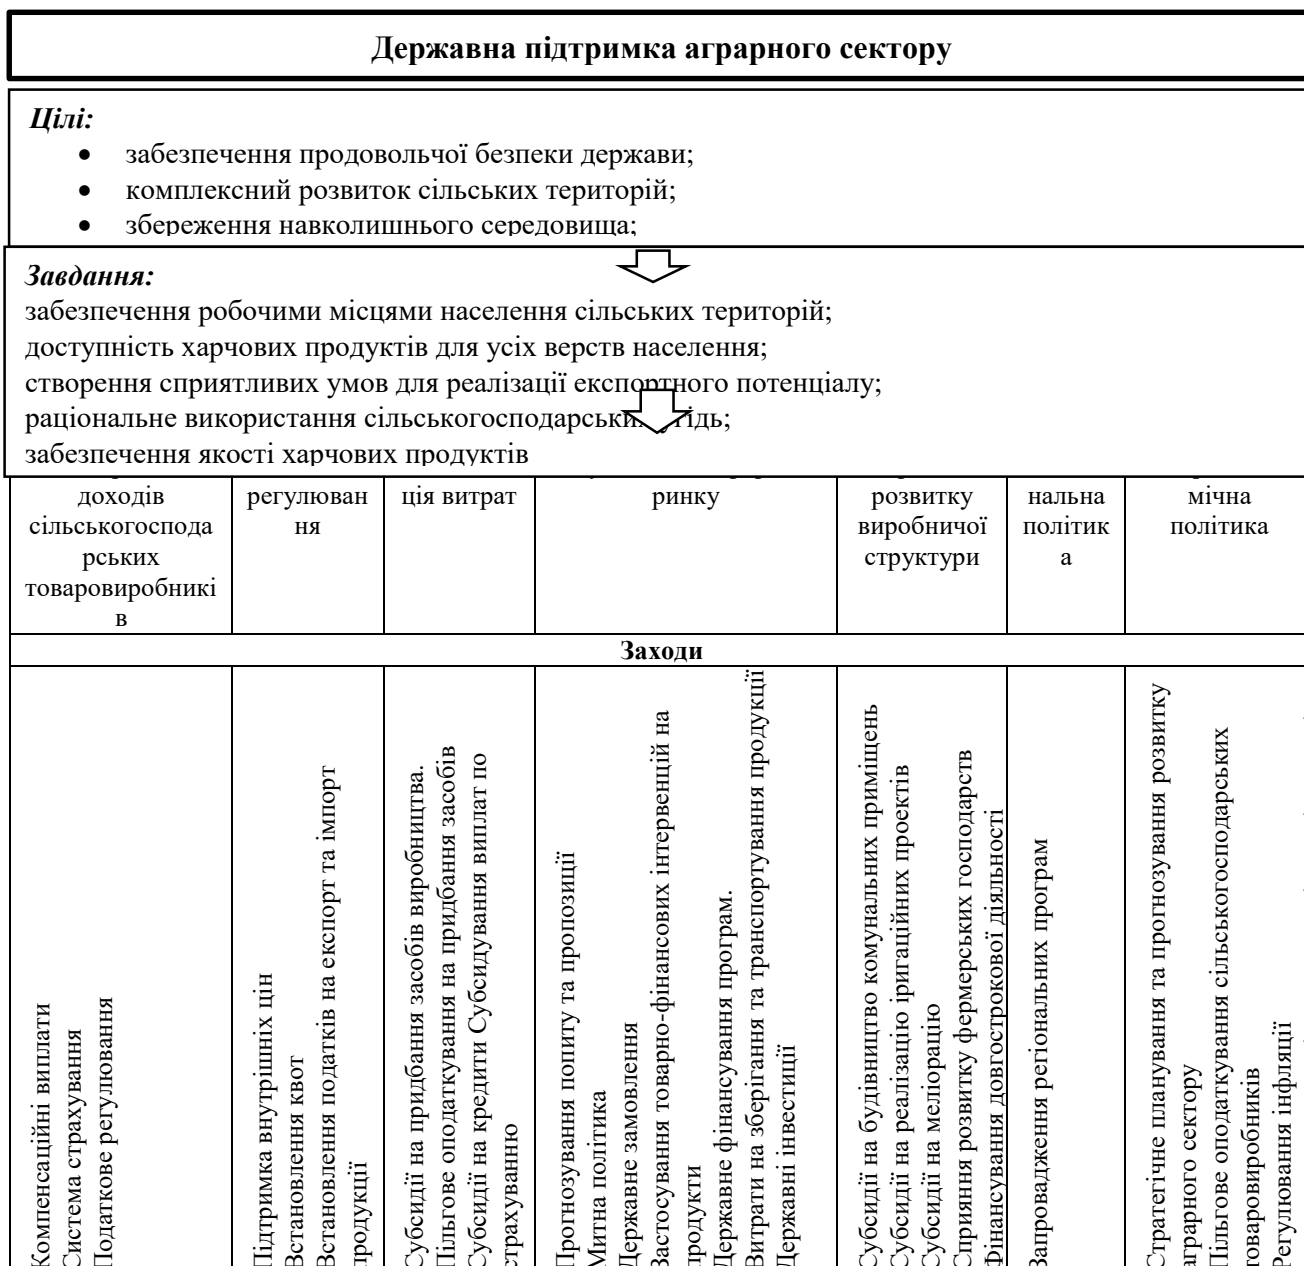 Державна підтримка аграрного сектору
Цілі:
• забезпечення продовольчої безпеки держави;
• комплексний розвиток сільських територій;
• збереження навколишнього середовища;
Завдання:
забезпечення робочими місцями населення сільських територій;
доступність харчових продуктів для усіх верств населення;
створення сприятливих умов для реалізації експортного потенціалу;
раціональне використання сільськогосподарських угідь;
забезпечення якості харчових продуктів
доходів
сільськогоспода
рських
товаровиробникі
в
регулюван
ня
ція витрат
ринку
розвитку
виробничої
структури
нальна
політик
а
мічна
політика
Заходи
Компенсаційні виплати
Система страхування
Податкове регулювання
Підтримка внутрішніх цін
Встановлення квот
Встановлення податків на експорт та імпорт
продукції
Субсидії на придбання засобів виробництва.
Пільгове оподаткування на придбання засобів
Субсидії на кредити Субсидування виплат по
страхуванню
Прогнозування попиту та пропозиції
Митна політика
Державне замовлення
Застосування товарно-фінансових інтервенцій на
продукти
Державне фінансування програм.
Витрати на зберігання та транспортування продукції
Державні інвестиції
Субсидії на будівництво комунальних приміщень
Субсидії на реалізацію іригаційних проектів
Субсидії на меліорацію
Сприяння розвитку фермерських господарств
Фінансування довгострокової діяльності
Запровадження регіональних програм
Стратегічне планування та прогнозування розвитку
аграрного сектору
Пільгове оподаткування сільськогосподарських
товаровиробників
Регулювання інфляції